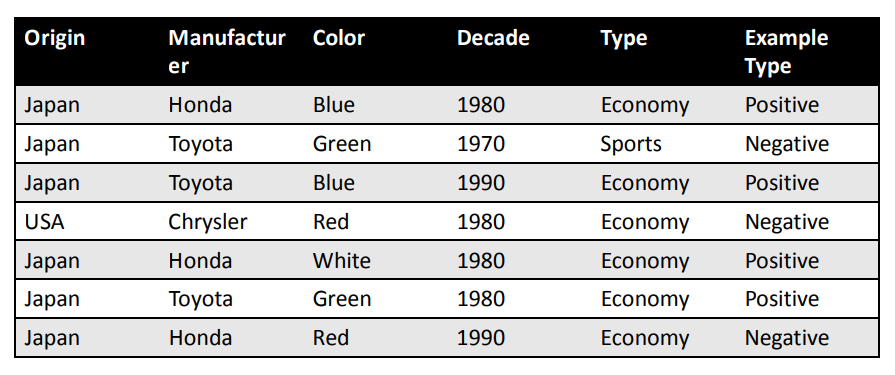 Origin Manufactur er Color Decade Type Example Type
Japan Honda Blue 1980 Economy Positive
Japan Toyota Green 1970 Sports Negative
Japan Toyota Blue 1990 Economy Positive
USA Chrysler Red 1980 Economy Negative
Japan Honda White 1980 Economy Positive
Japan Toyota Green 1980 Economy Positive
Japan Honda Red 1990 Economy Negative